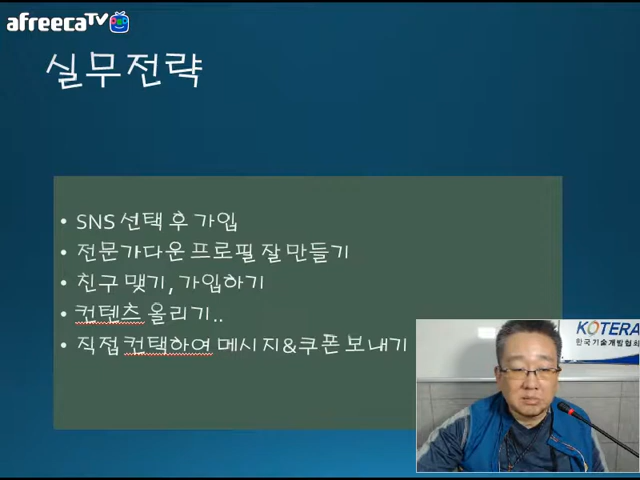 afreecaTV
실무전략
• SNS 선택 후 가입
• 전문가다운 프로필 잘 만들기
• 친구 맺기, 가입하기
• 컨텐츠 올리기..
• 직접 컨택하여 메시지&쿠폰 보내기
KOTERA
한국기술개발협회